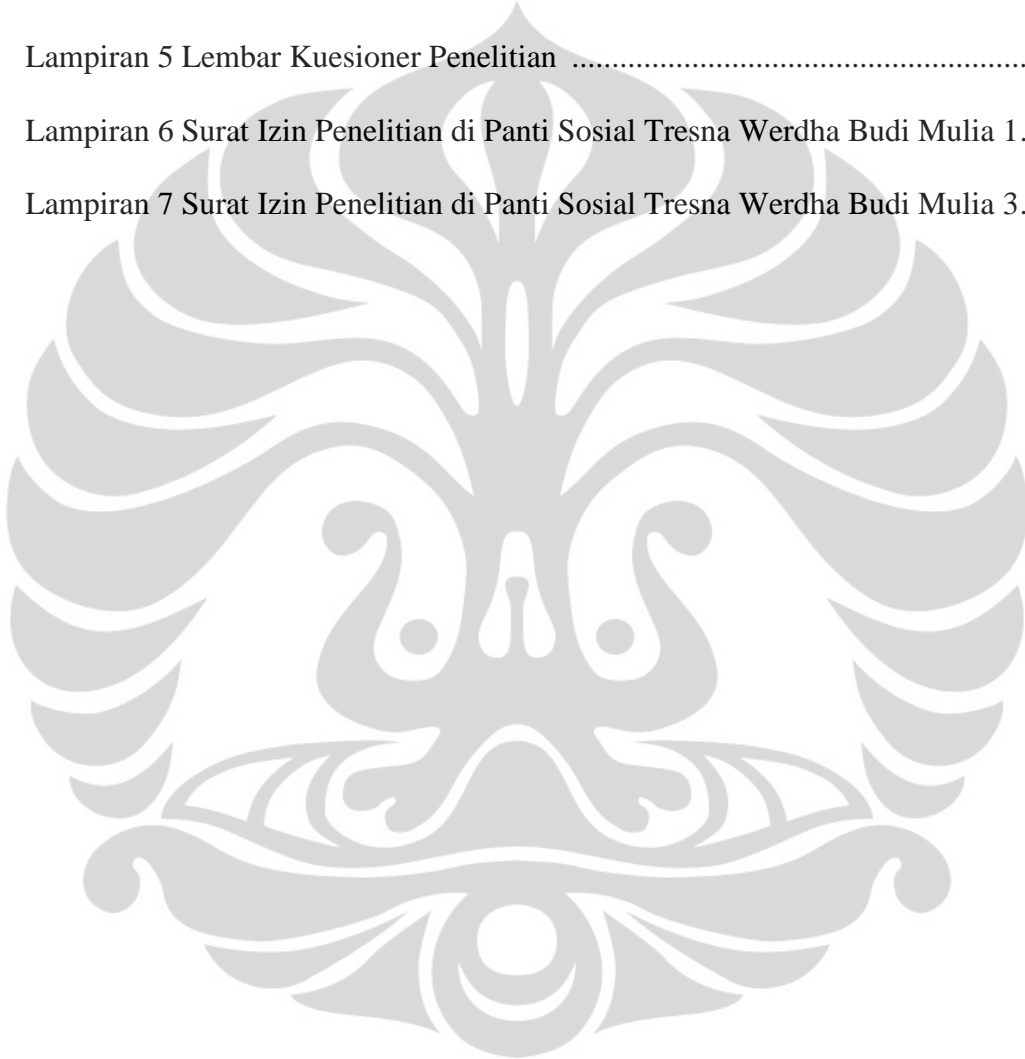 Lampiran 5 Lembar Kuesioner Penelitian ................................................
Lampiran 6 Surat Izin Penelitian di Panti Sosial Tresna Werdha Budi Mulia 1.
Lampiran 7 Surat Izin Penelitian di Panti Sosial Tresna Werdha Budi Mulia 3.